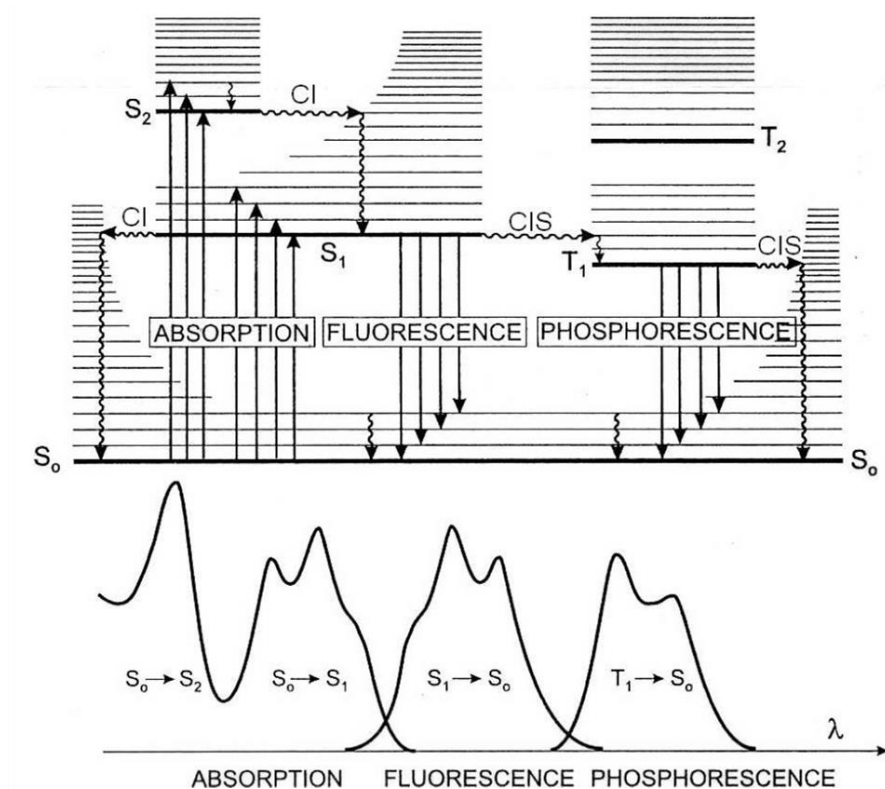 S2
CI
T2
CI
S1
CIS
T1
CIS
ABSORPTION
FLUORESCENCE
PHOSPHORESCENCE
So
So
So → S2
So → S1
S1 → So
T1 → So
λ
ABSORPTION
FLUORESCENCE
PHOSPHORESCENCE